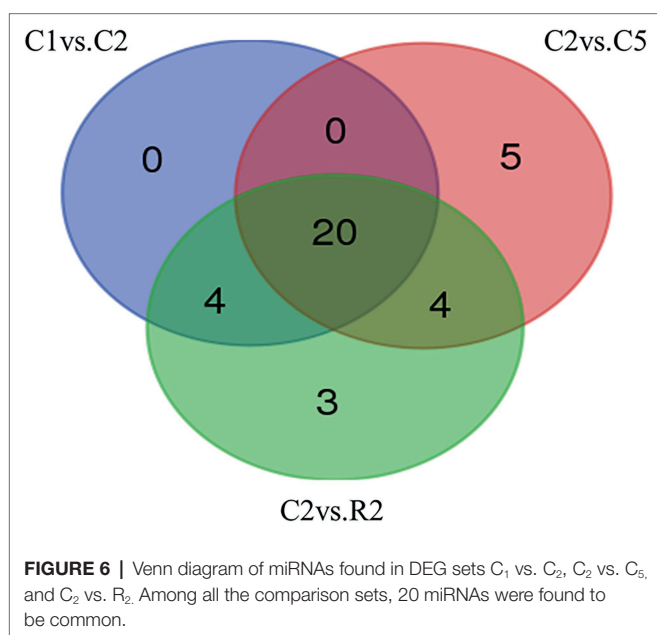 C1vs.C2
C2vs.C5
0
0
5
20
4
4
3
C2vs.R2
FIGURE 6 | Venn diagram of miRNAs found in DEG sets C₁ vs. C₂, C₂ vs. C₅,
and C₂ vs. R₂. Among all the comparison sets, 20 miRNAs were found to
be common.